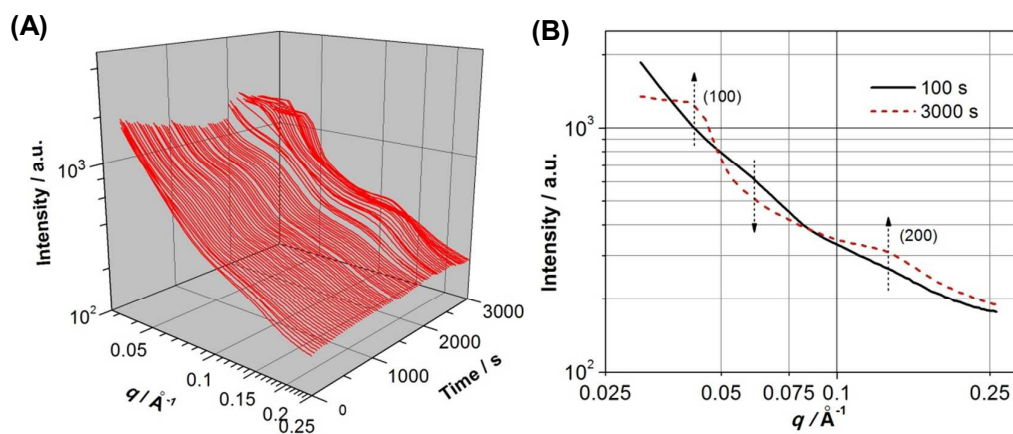 (A)
Intensity / a.u.
10³
10²
0.05
0.1
0.15
0.2
0.25
q / Å⁻¹
0
1000
2000
3000
Time / s
(B)
Intensity / a.u.
10³
10²
(100)
(200)
100 s
3000 s
0.025
0.05
0.075
0.1
0.25
q / Å⁻¹